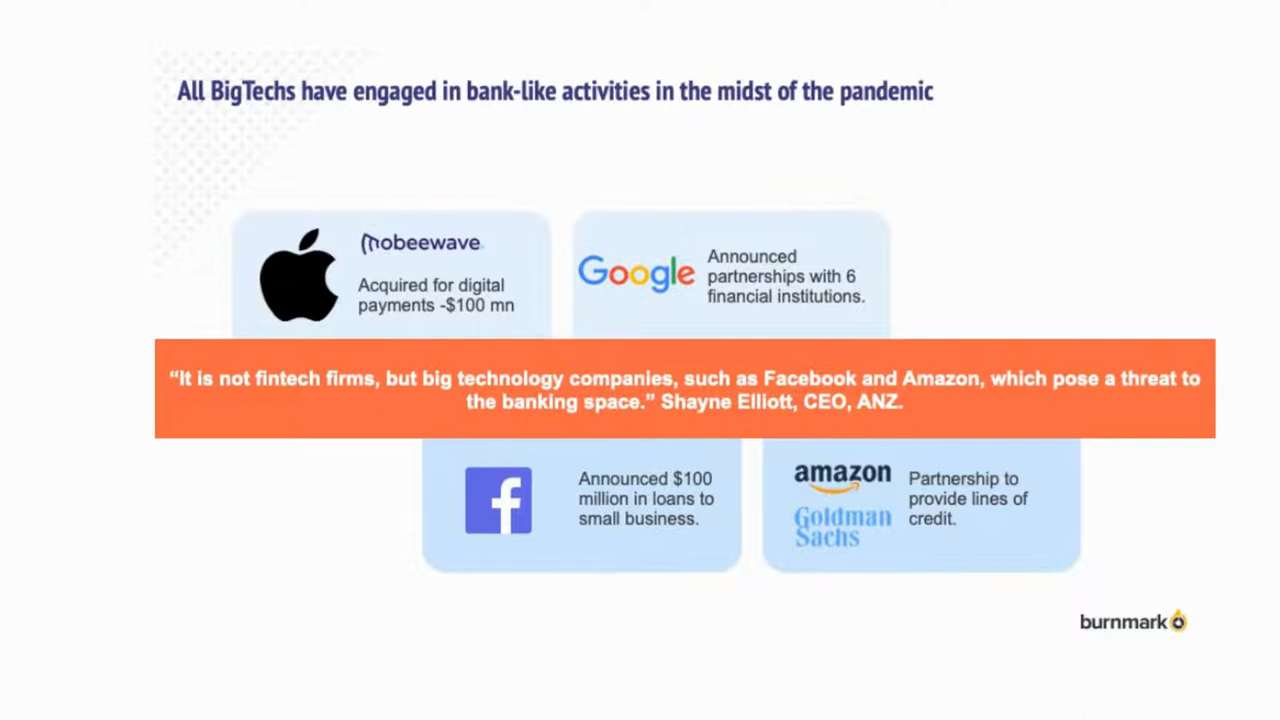 All BigTechs have engaged in bank-like activities in the midst of the pandemic
mobeewave
Acquired for digital
payments -$100 mn
Google
Announced
partnerships with 6
financial institutions.
“It is not fintech firms, but big technology companies, such as Facebook and Amazon, which pose a threat to
the banking space.” Shayne Elliott, CEO, ANZ.
f
Announced $100
million in loans to
small business.
amazon
Goldman
Sachs
Partnership to
provide lines of
credit.
burnmark